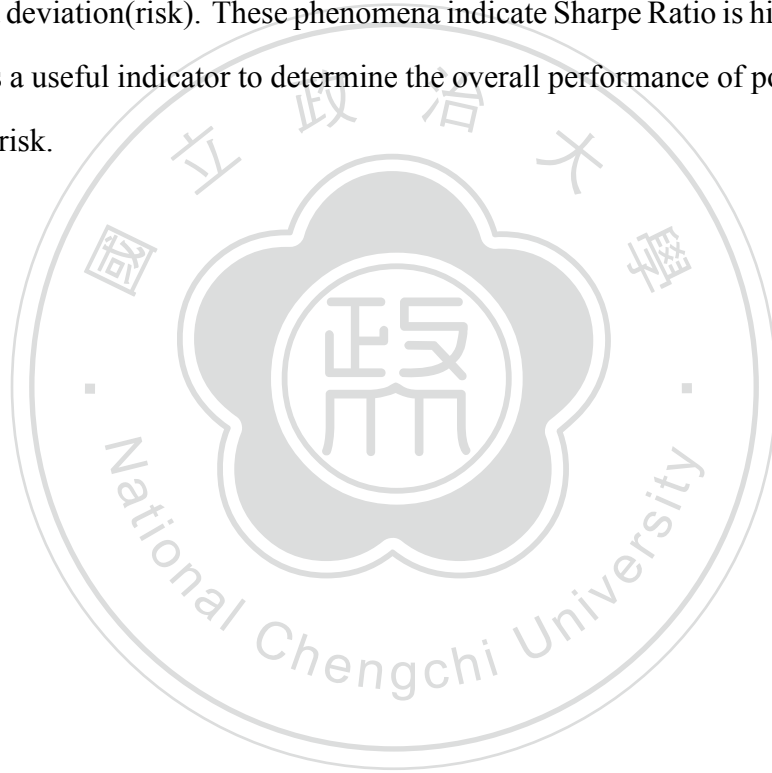 deviation(risk). These phenomena indicate Sharpe Ratio is hi
s a useful indicator to determine the overall performance of po
risk.
國立政治大學
政
National Chengchi University